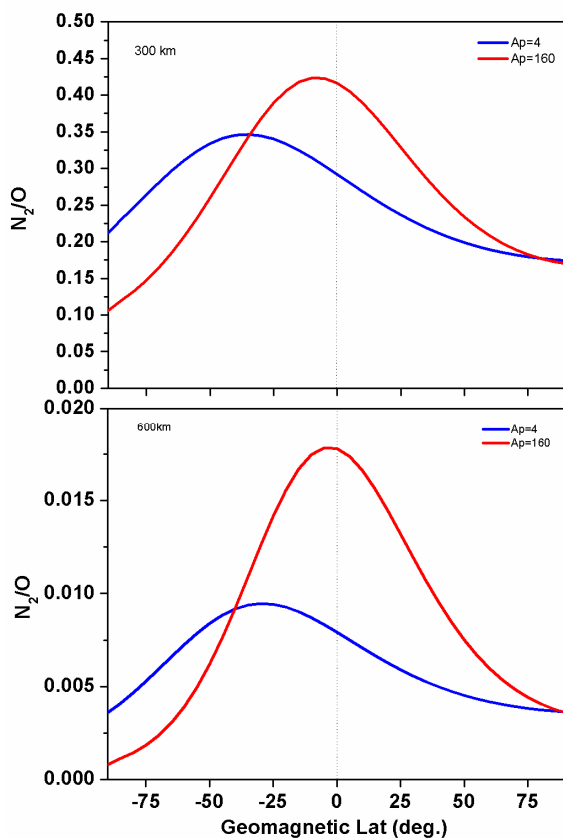 0.50
0.45
0.40
0.35
0.30
0.25
0.20
0.15
0.10
0.05
0.00
N₂/O
300 km
Ap=4
Ap=160
0.020
0.015
0.010
0.005
0.000
N₂/O
600km
Ap=4
Ap=160
-75 -50 -25 0 25 50 75
Geomagnetic Lat (deg.)